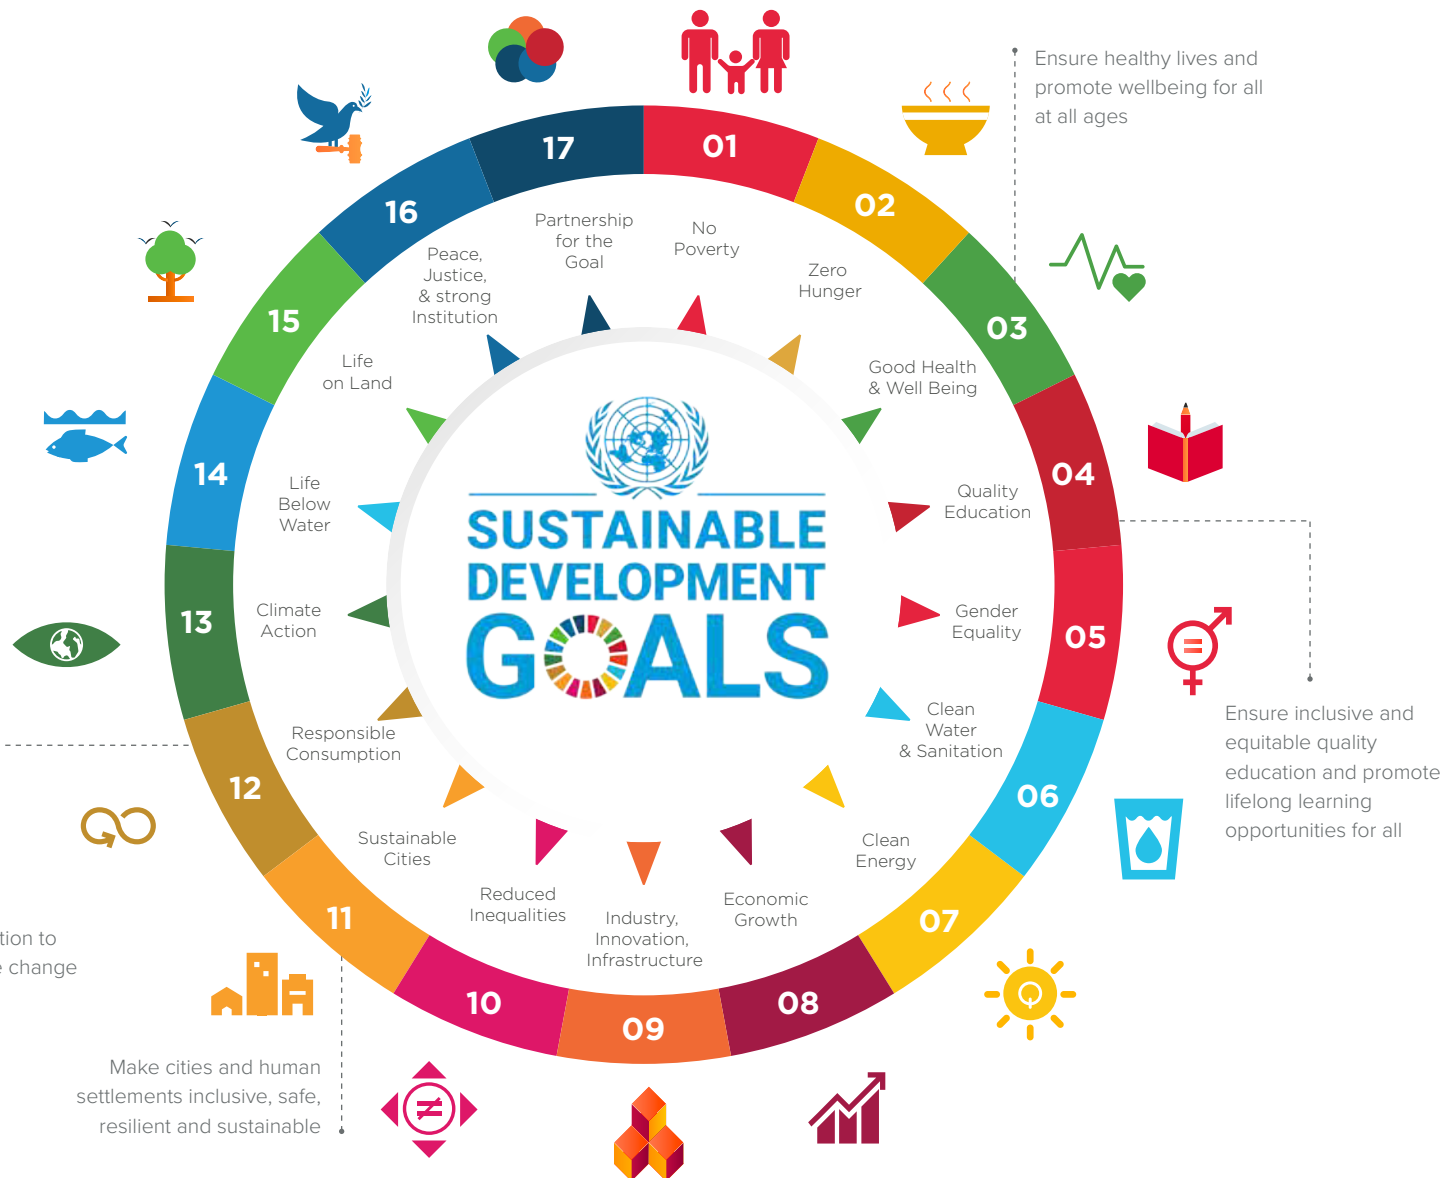 Ensure healthy lives and
promote wellbeing for all
at all ages
17
01
16
02
15
03
14
04
13
05
12
06
11
07
10
09
08
Partnership
for the
Goal
No
Poverty
Peace,
Justice,
& strong
Institution
Zero
Hunger
Life
on Land
Good Health
& Well Being
Life
Below
Water
Quality
Education
Climate
Action
Gender
Equality
Responsible
Consumption
Clean
Water
& Sanitation
Sustainable
Cities
Clean
Energy
Reduced
Inequalities
Industry,
Innovation,
Infrastructure
Economic
Growth
SUSTAINABLE
DEVELOPMENT
GOALS
Ensure inclusive and
equitable quality
education and promote
lifelong learning
opportunities for all
tion to
change
Make cities and human
settlements inclusive, safe,
resilient and sustainable